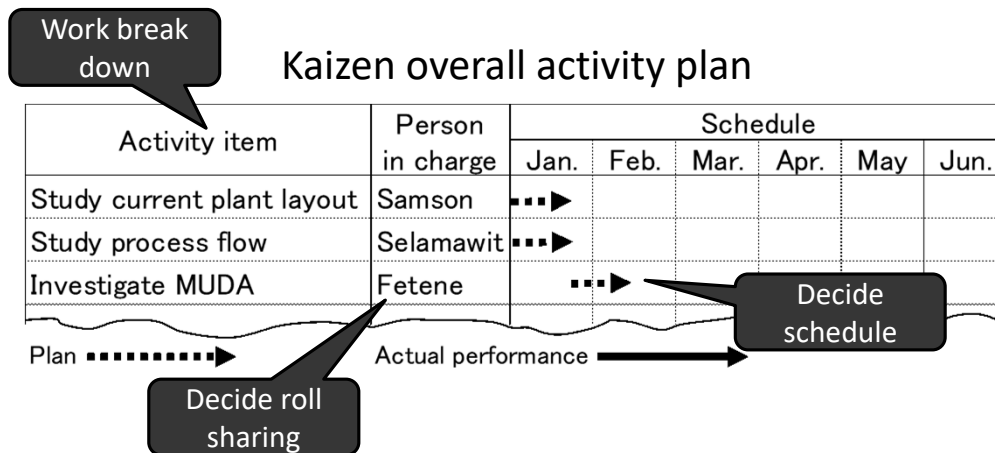 Work break
down
Kaizen overall activity plan
Activity item
Person
in charge
Schedule
Jan. Feb. Mar. Apr. May Jun.
Study current plant layout Samson
Study process flow Selamawit
Investigate MUDA Fetene
Decide
schedule
Plan Actual performance
Decide roll
sharing